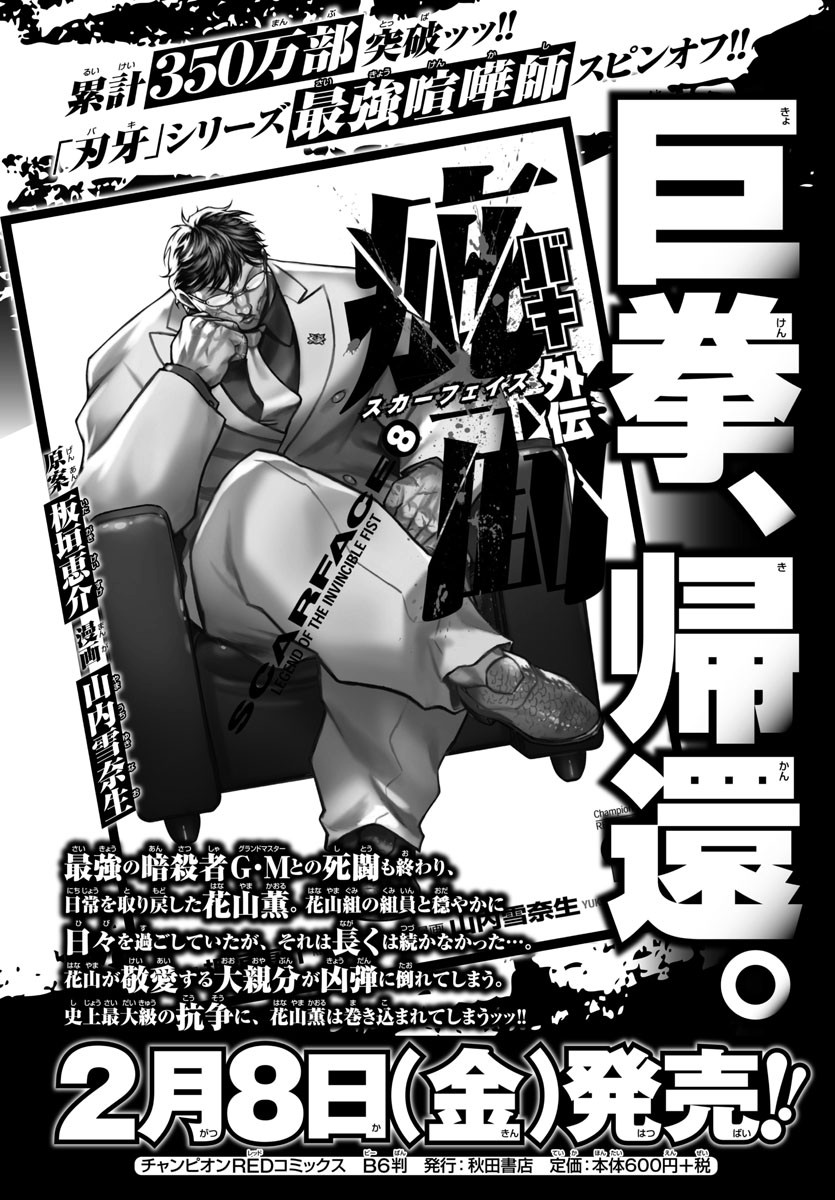 累計350万部突破ッッ!!
「刃牙」シリーズ最強喧嘩師スピンオフ!!
巨拳、帰還。
バキ外伝
疵面
スカーフェイス
8
SCARFACE
LEGEND OF THE INVINCIBLE FIST
原案 板垣恵介
漫画 山内雪奈生
Champion
山内雪奈生
最強の暗殺者G・Mとの死闘も終わり、
日常を取り戻した花山薫。花山組の組員と穏やかに
日々を過ごしていたが、それは長くは続かなかった…。
花山が敬愛する大親分が凶弾に倒れてしまう。
史上最大級の抗争に、花山薫は巻き込まれてしまうッッ!!
2月8日(金)発売!!
チャンピオンREDコミックス B6判 発行:秋田書店 定価:本体600円+税